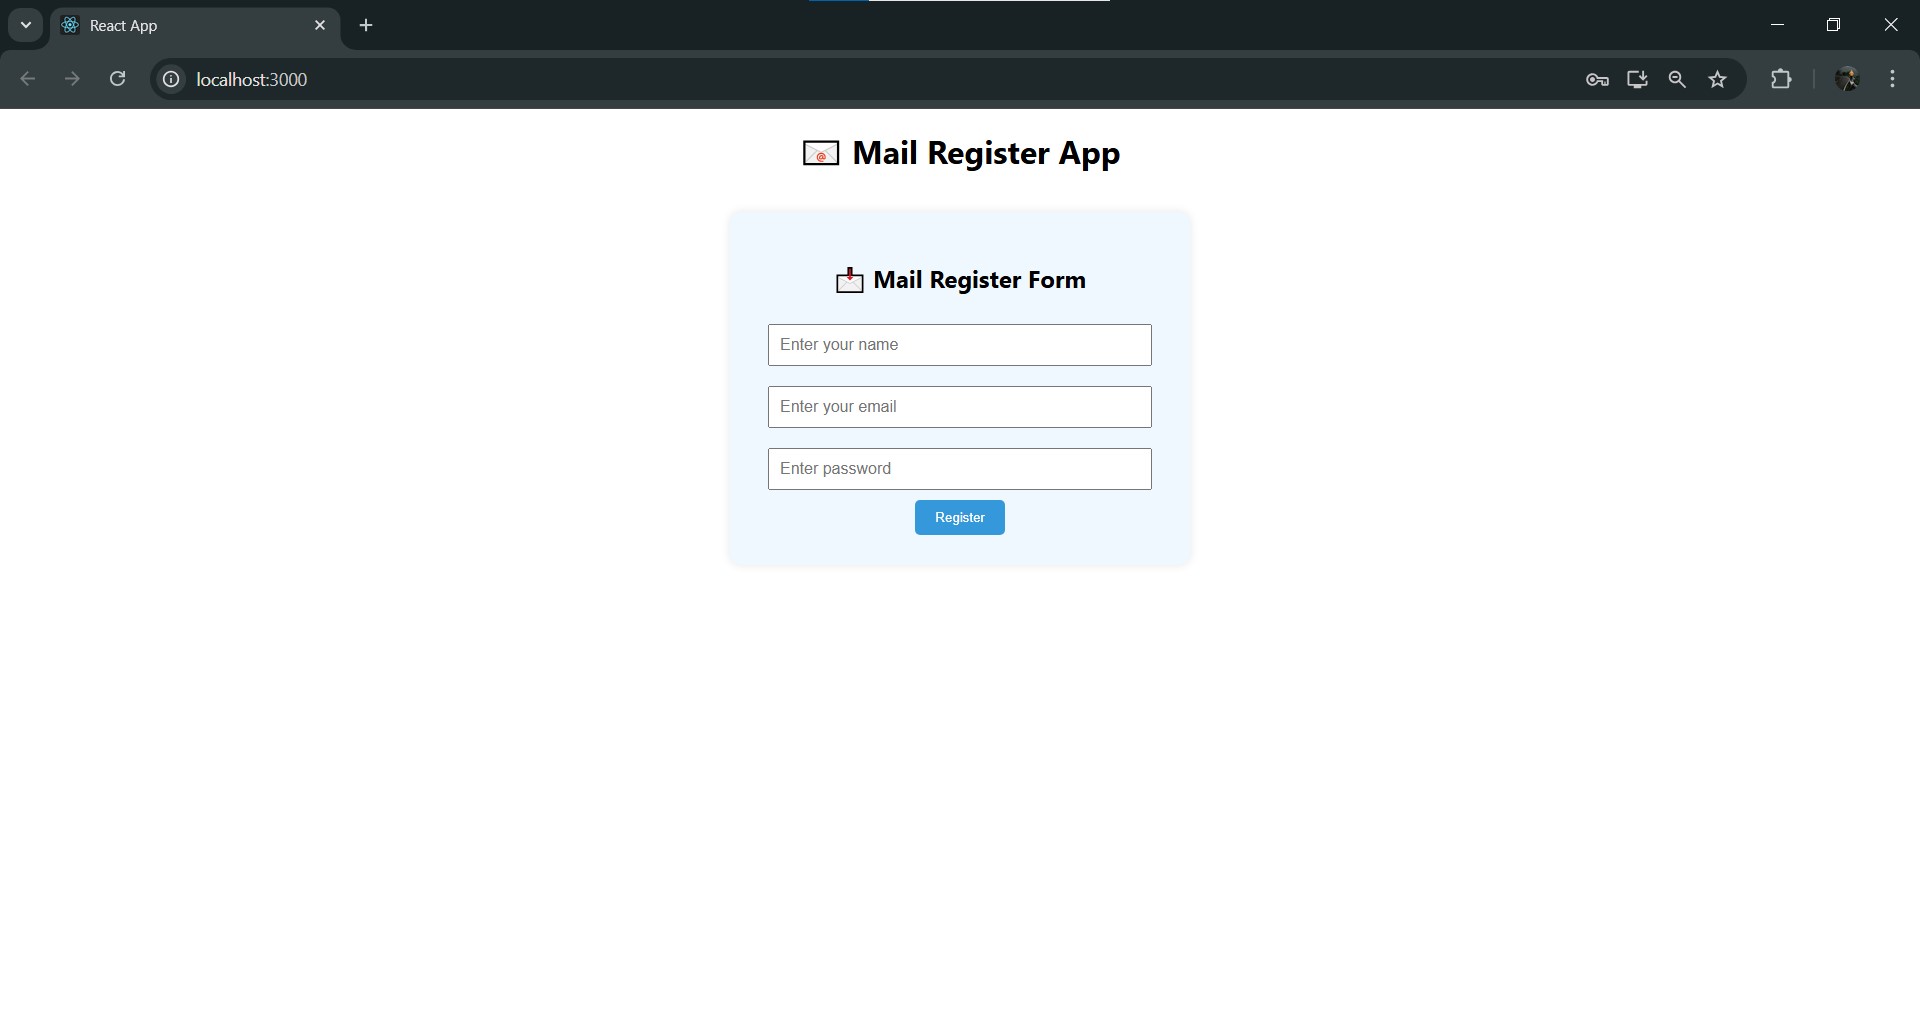 React App
localhost:3000
Mail Register App
Mail Register Form
Enter your name
Enter your email
Enter password
Register